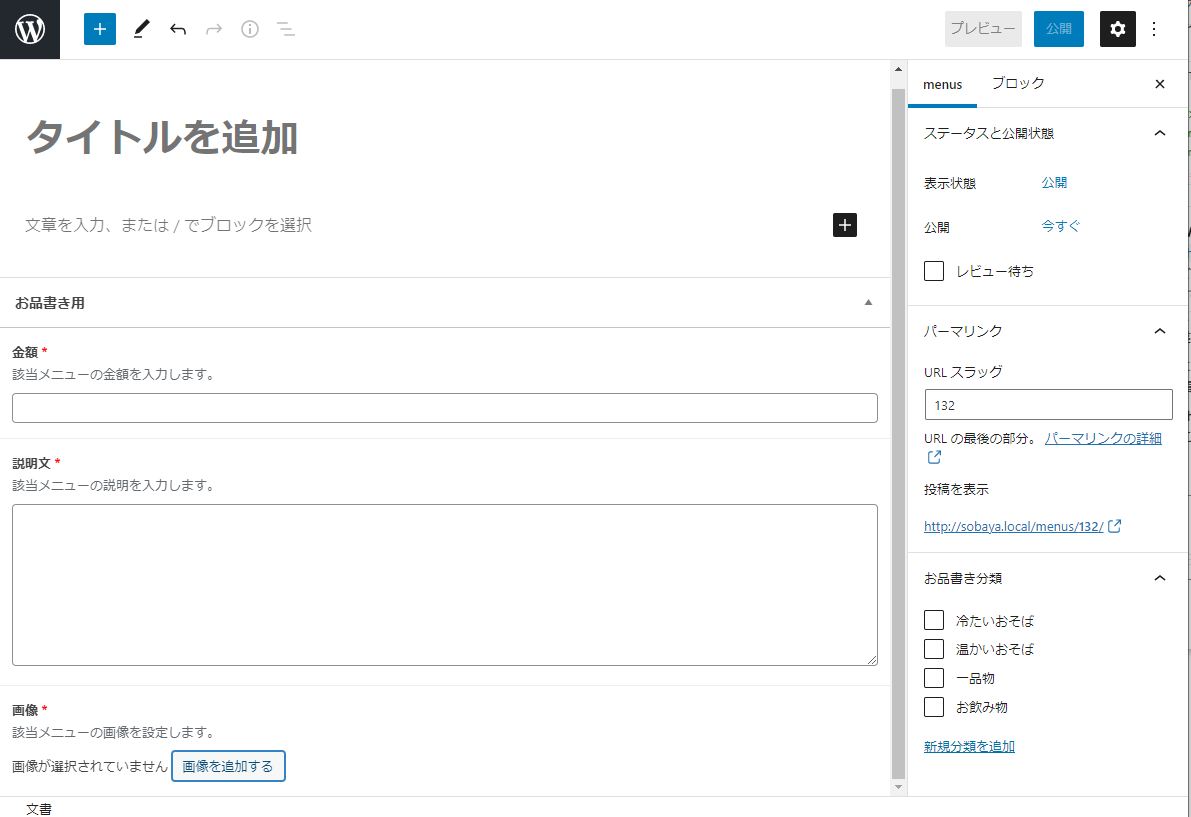 プレビュー
公開
タイトルを追加
文章を入力、または / でブロックを選択
お品書き用
金額 *
該当メニューの金額を入力します。
説明文 *
該当メニューの説明を入力します。
画像 *
該当メニューの画像を設定します。
画像が選択されていません 画像を追加する
文書
menus ブロック
ステータスと公開状態
表示状態 公開
公開 今すぐ
レビュー待ち
パーマリンク
URL スラッグ
132
URL の最後の部分。 パーマリンクの詳細
投稿を表示
http://sobaya.local/menus/132/
お品書き分類
冷たいおそば
温かいおそば
一品物
お飲み物
新規分類を追加